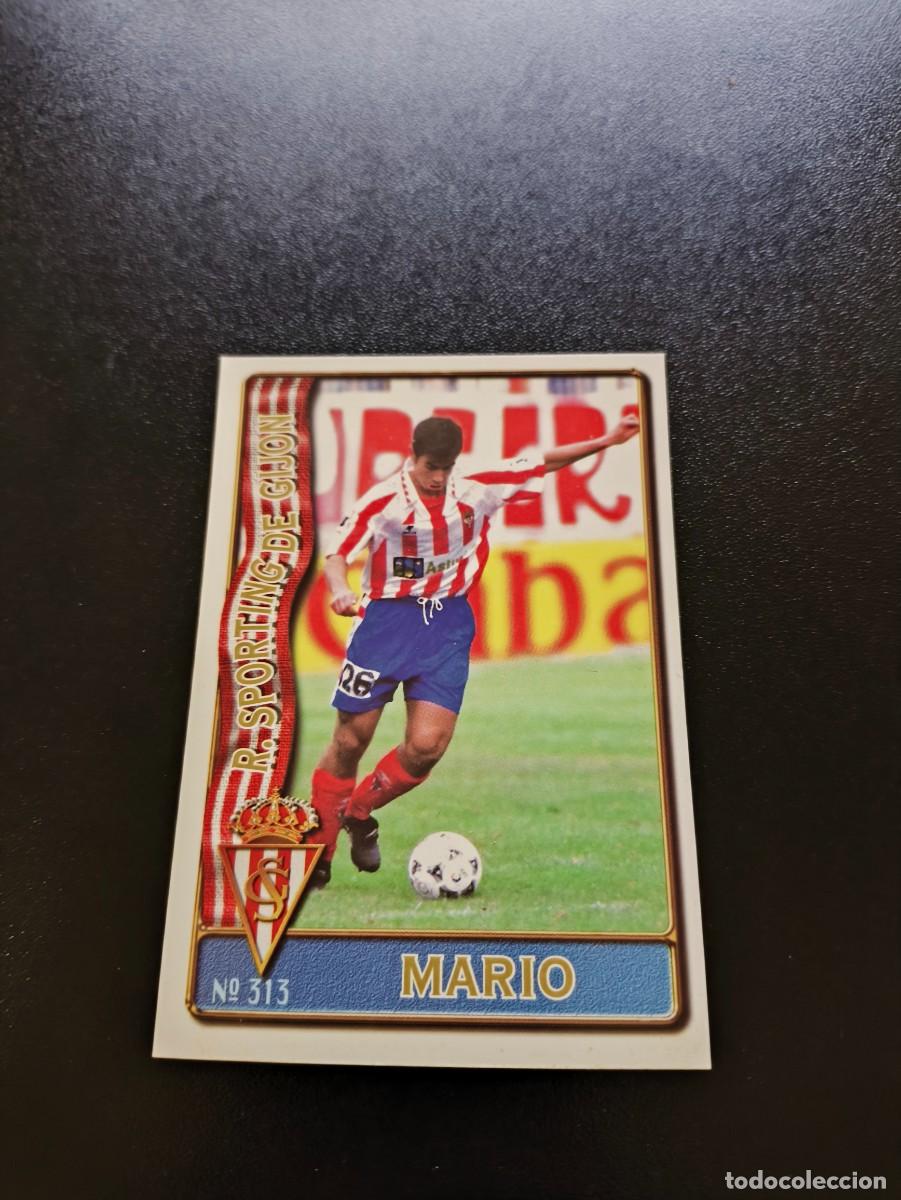 R. SPORTING DE GIJON
26
Nº 313
MARIO
todocoleccion